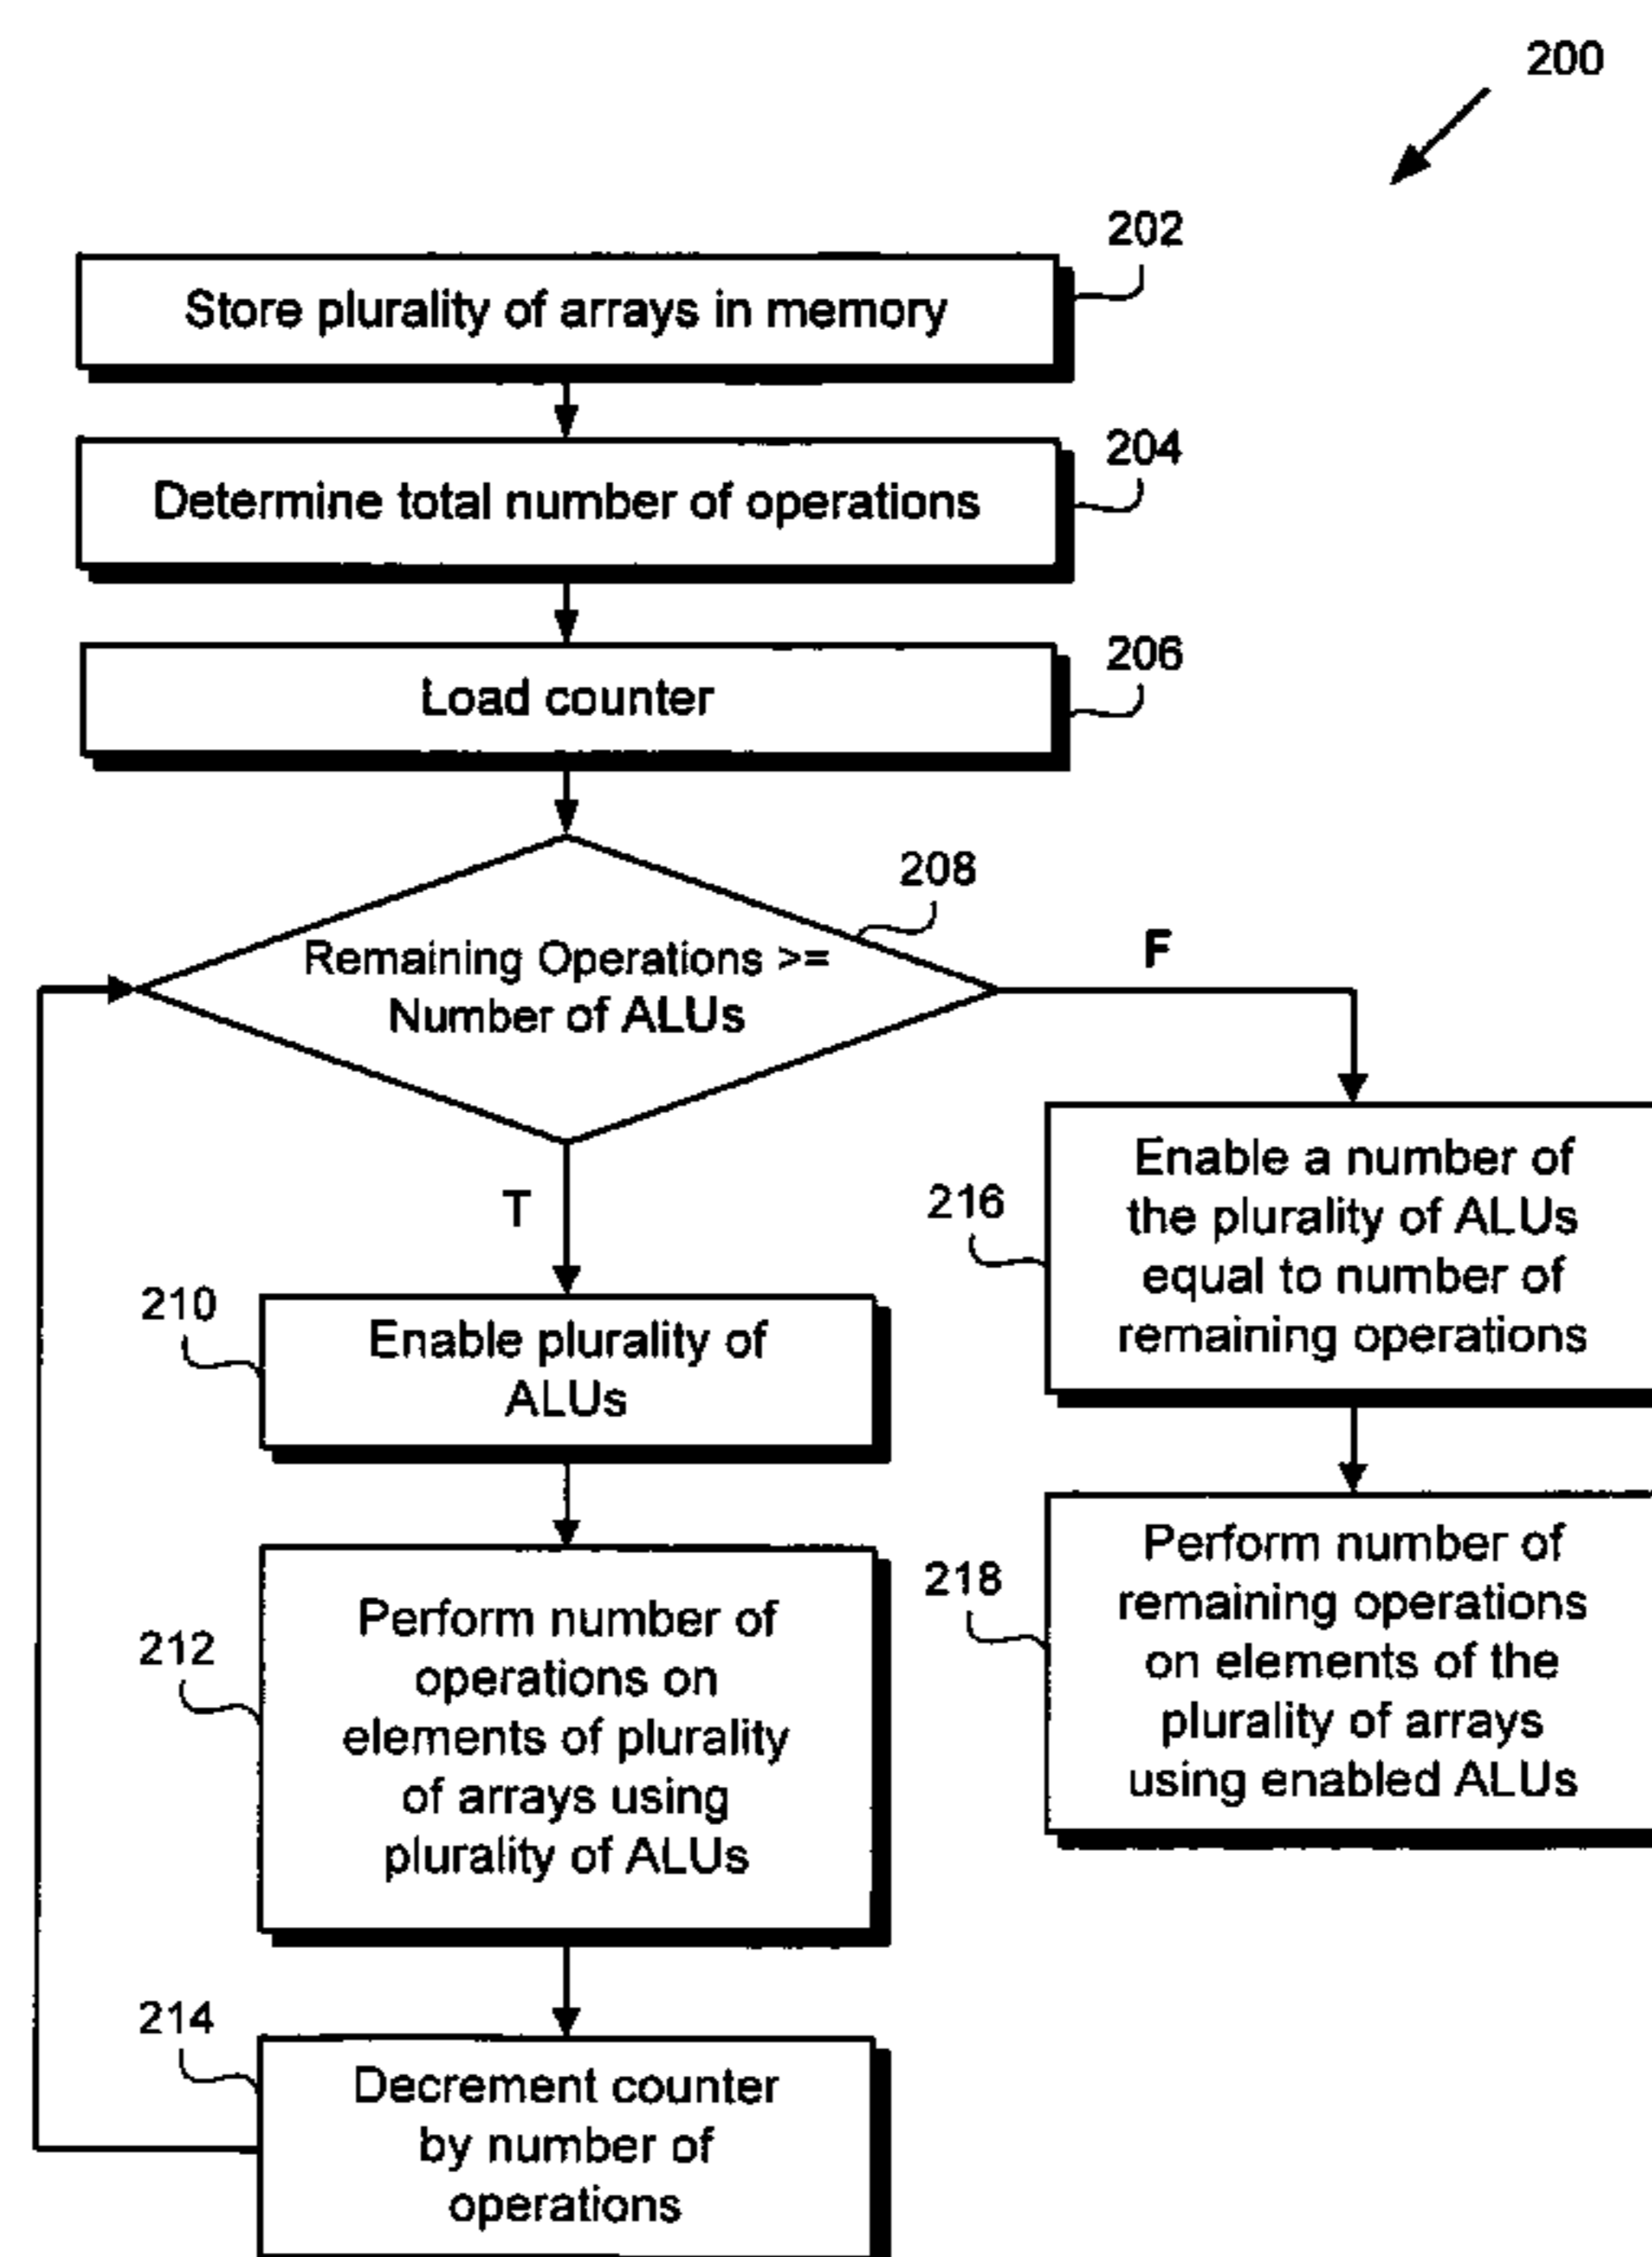 200
202
Store plurality of arrays in memory
204
Determine total number of operations
206
Load counter
208
Remaining Operations >=
Number of ALUs
F
T
216
Enable a number of
the plurality of ALUs
equal to number of
remaining operations
210
Enable plurality of
ALUs
218
Perform number of
remaining operations
on elements of the
plurality of arrays
using enabled ALUs
212
Perform number of
operations on
elements of plurality
of arrays using
plurality of ALUs
214
Decrement counter
by number of
operations